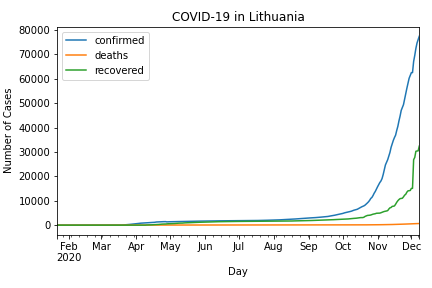 COVID-19 in Lithuania
confirmed
deaths
recovered
80000
70000
60000
50000
40000
30000
20000
10000
0
Number of Cases
Feb Mar Apr May Jun Jul Aug Sep Oct Nov Dec
2020
Day